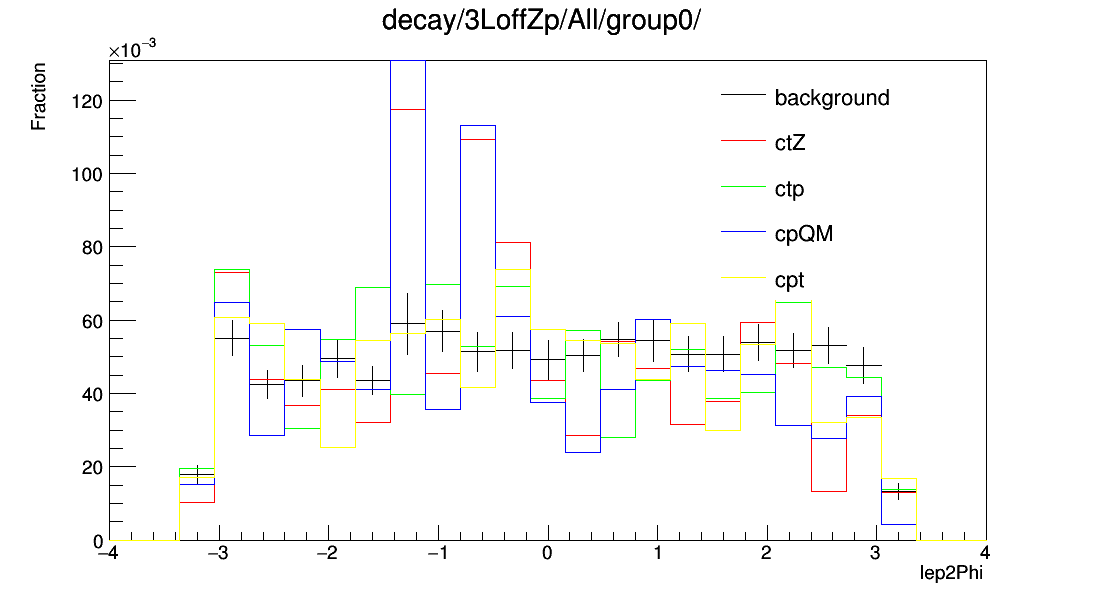 decay/3LoffZp/All/group0/
×10⁻³
Fraction
120
100
80
60
40
20
0
background
ctZ
ctp
cpQM
cpt
−4 −3 −2 −1 0 1 2 3 4
lep2Phi